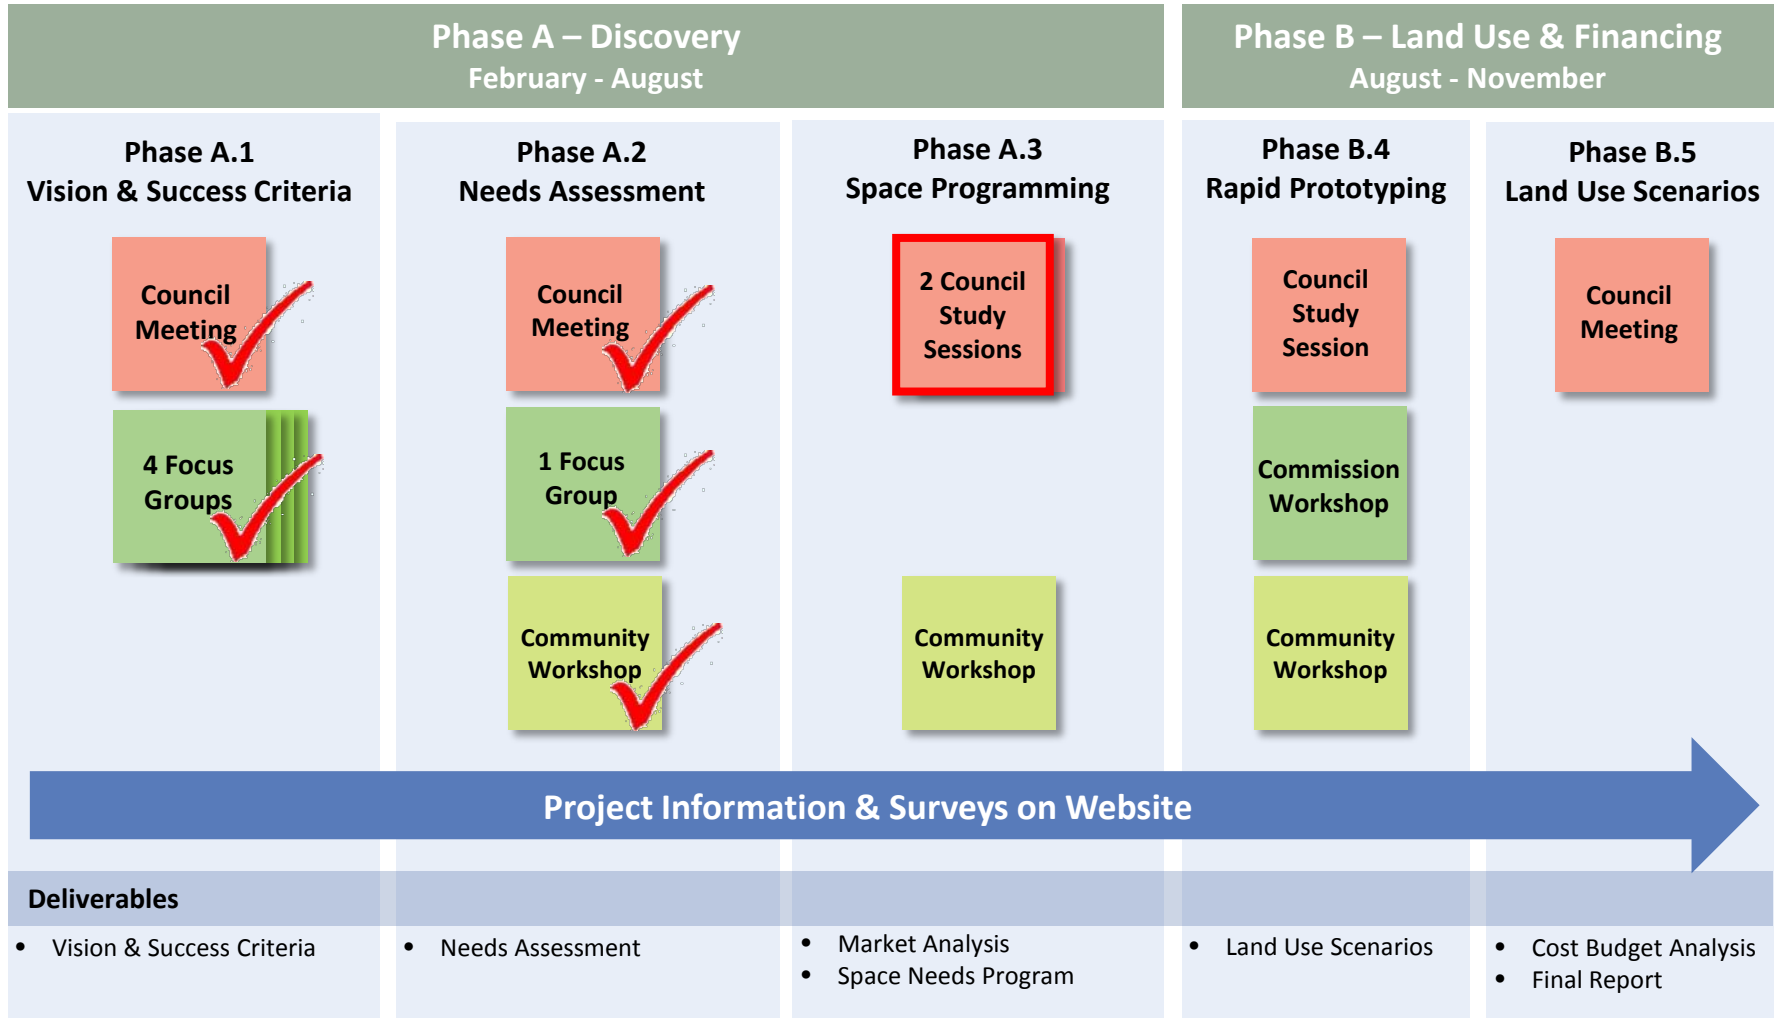 Phase A – Discovery
February - August
Phase B – Land Use & Financing
August - November
Phase A.1
Vision & Success Criteria
Council
Meeting
4 Focus
Groups
Phase A.2
Needs Assessment
Council
Meeting
1 Focus
Group
Community
Workshop
Phase A.3
Space Programming
2 Council
Study
Sessions
Community
Workshop
Phase B.4
Rapid Prototyping
Council
Study
Session
Commission
Workshop
Community
Workshop
Phase B.5
Land Use Scenarios
Council
Meeting
Project Information & Surveys on Website
Deliverables
• Vision & Success Criteria
• Needs Assessment
• Market Analysis
• Space Needs Program
• Land Use Scenarios
• Cost Budget Analysis
• Final Report